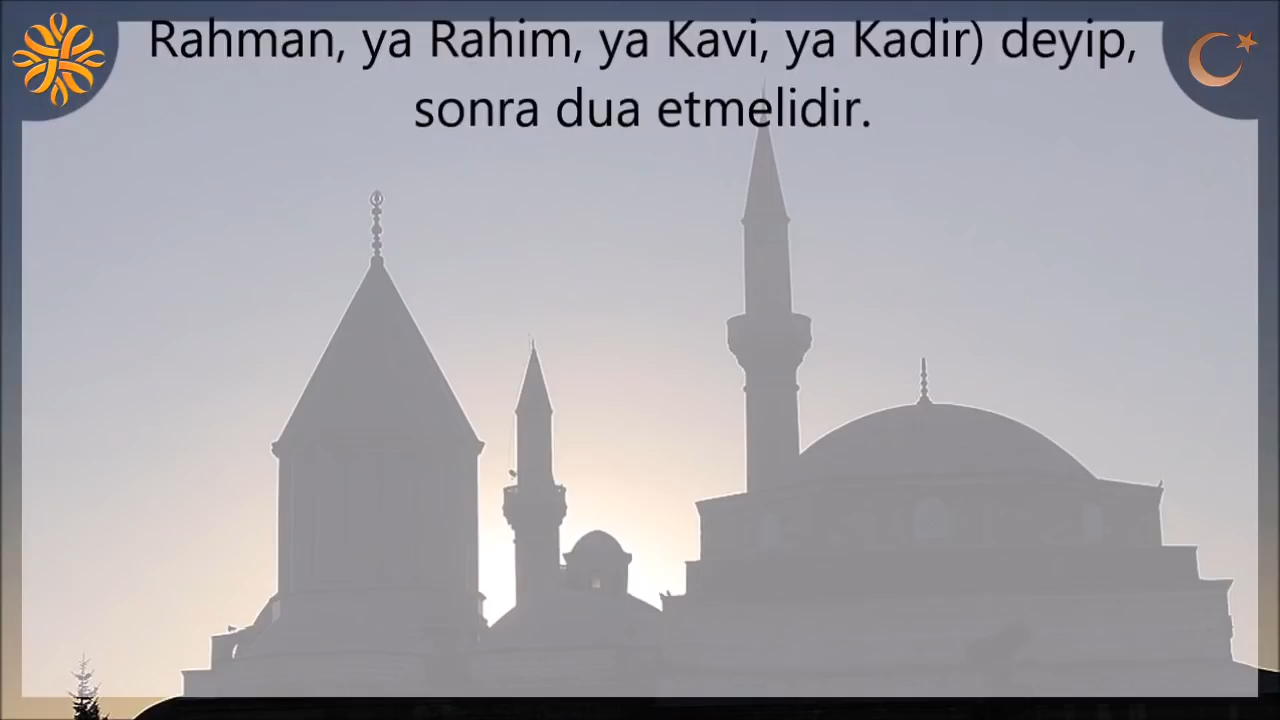 Rahman, ya Rahim, ya Kavi, ya Kadir) deyip,
sonra dua etmelidir.